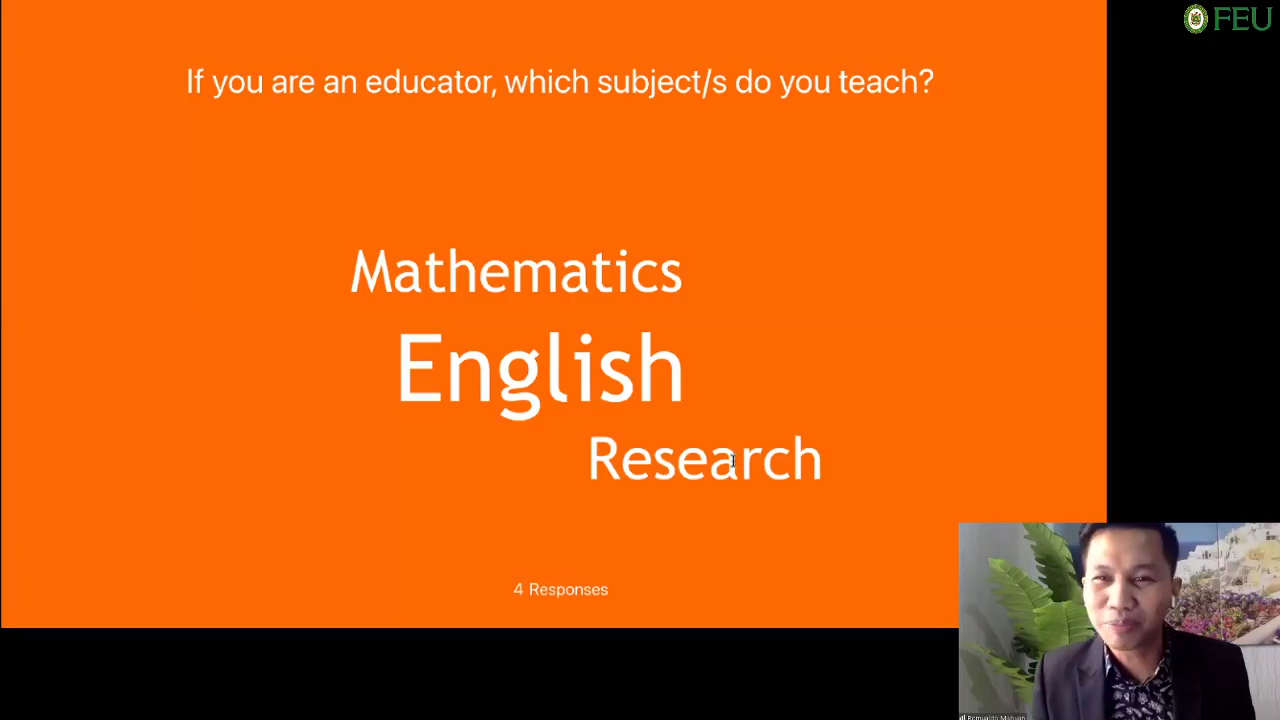 FEU
If you are an educator, which subject/s do you teach?
Mathematics
English
Research
4 Responses